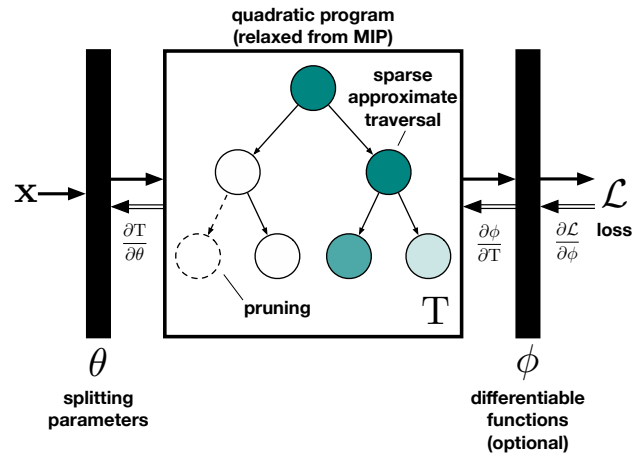 quadratic program
(relaxed from MIP)
sparse
approximate
traversal
x
∂T
∂θ
∂ϕ
∂T
∂ℒ
∂ϕ
ℒ
loss
pruning
T
θ
splitting
parameters
ϕ
differentiable
functions
(optional)